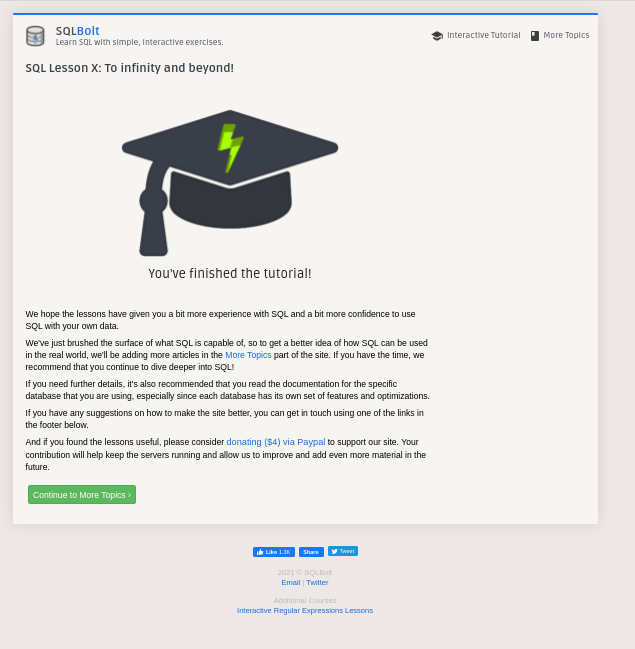 SQLBolt
Learn SQL with simple, interactive exercises.
Interactive Tutorial
More Topics
SQL Lesson X: To infinity and beyond!
You've finished the tutorial!
We hope the lessons have given you a bit more experience with SQL and a bit more confidence to use
SQL with your own data.
We've just brushed the surface of what SQL is capable of, so to get a better idea of how SQL can be used
in the real world, we'll be adding more articles in the More Topics part of the site. If you have the time, we
recommend that you continue to dive deeper into SQL!
If you need further details, it's also recommended that you read the documentation for the specific
database that you are using, especially since each database has its own set of features and optimizations.
If you have any suggestions on how to make the site better, you can get in touch using one of the links in
the footer below.
And if you found the lessons useful, please consider donating ($4) via Paypal to support our site. Your
contribution will help keep the servers running and allow us to improve and add even more material in the
future.
Continue to More Topics ›
Like 1.3K
Share
Tweet
2021 © SQLBolt
Email | Twitter
Additional Courses
Interactive Regular Expressions Lessons